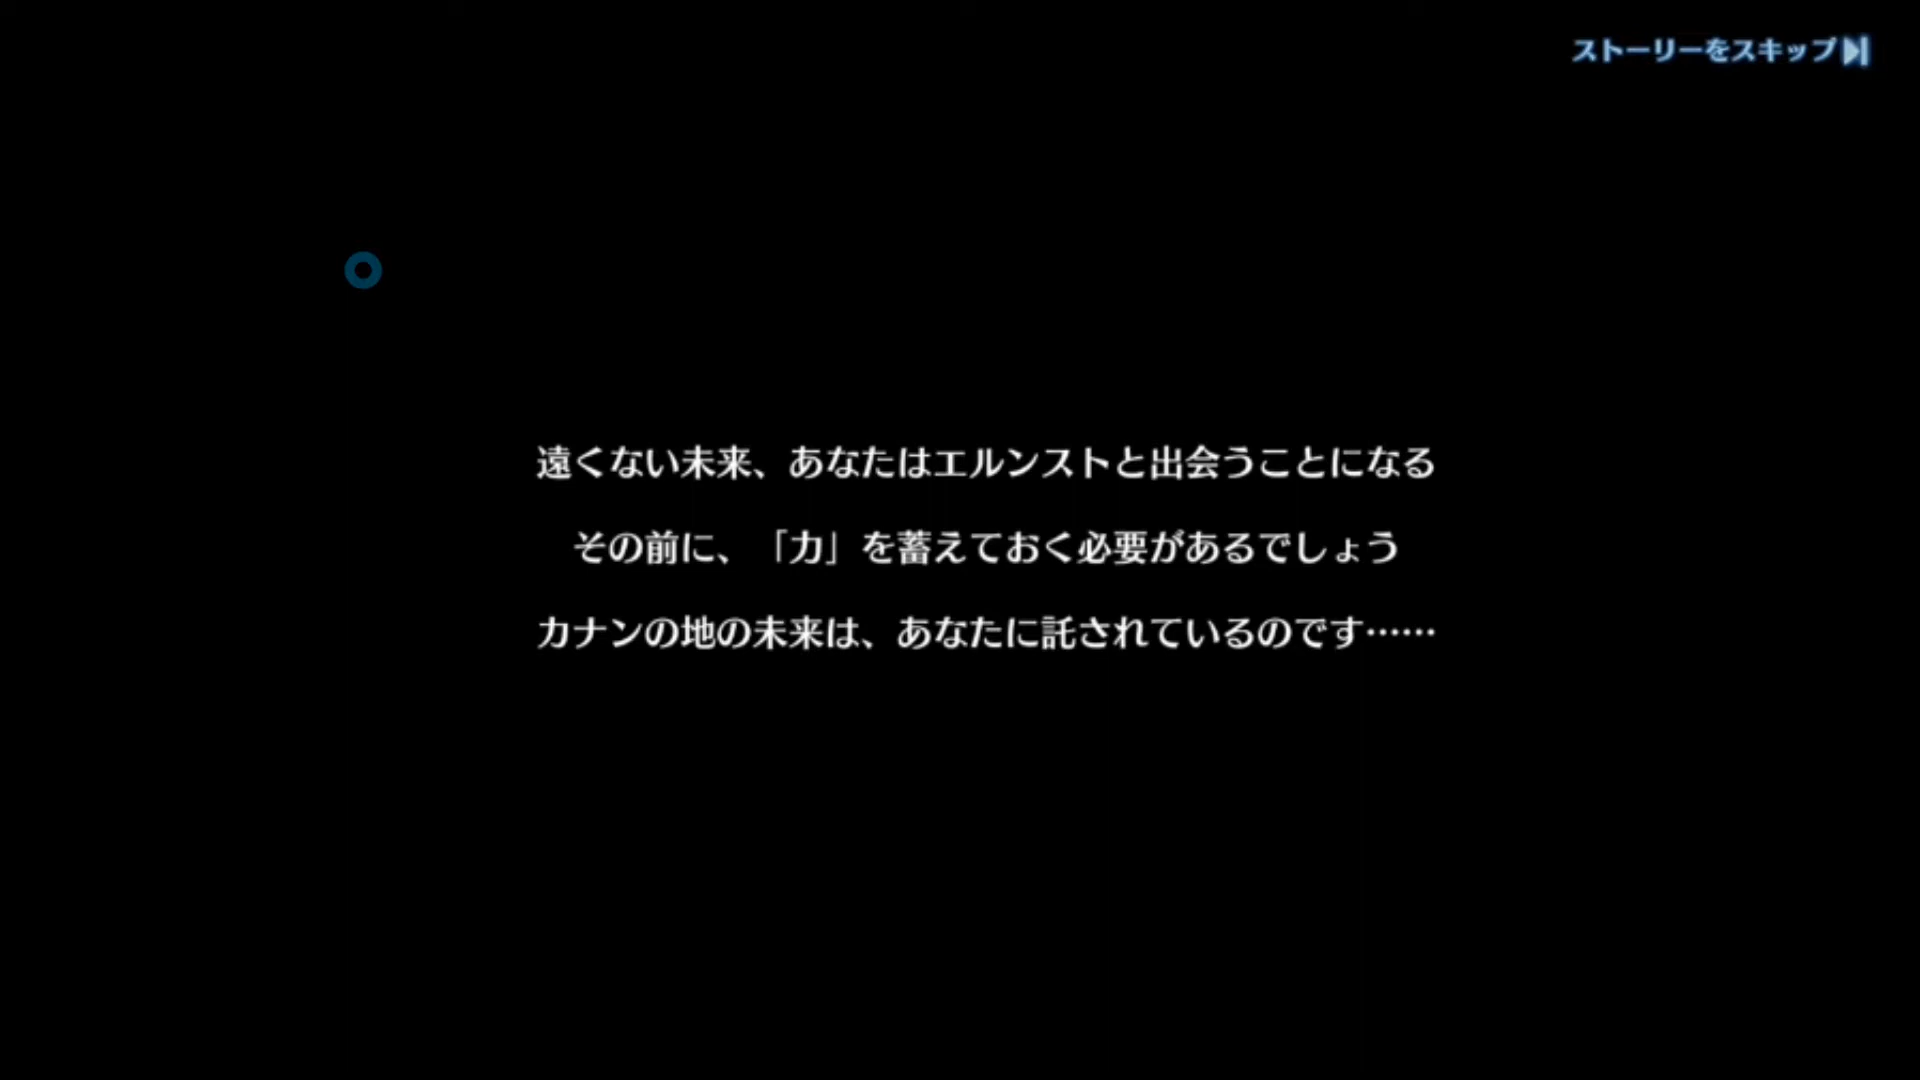 ストーリーをスキップ
遠くない未来、あなたはエルンストと出会うことになる
その前に、「力」を蓄えておく必要があるでしょう
カナンの地の未来は、あなたに託されているのです……